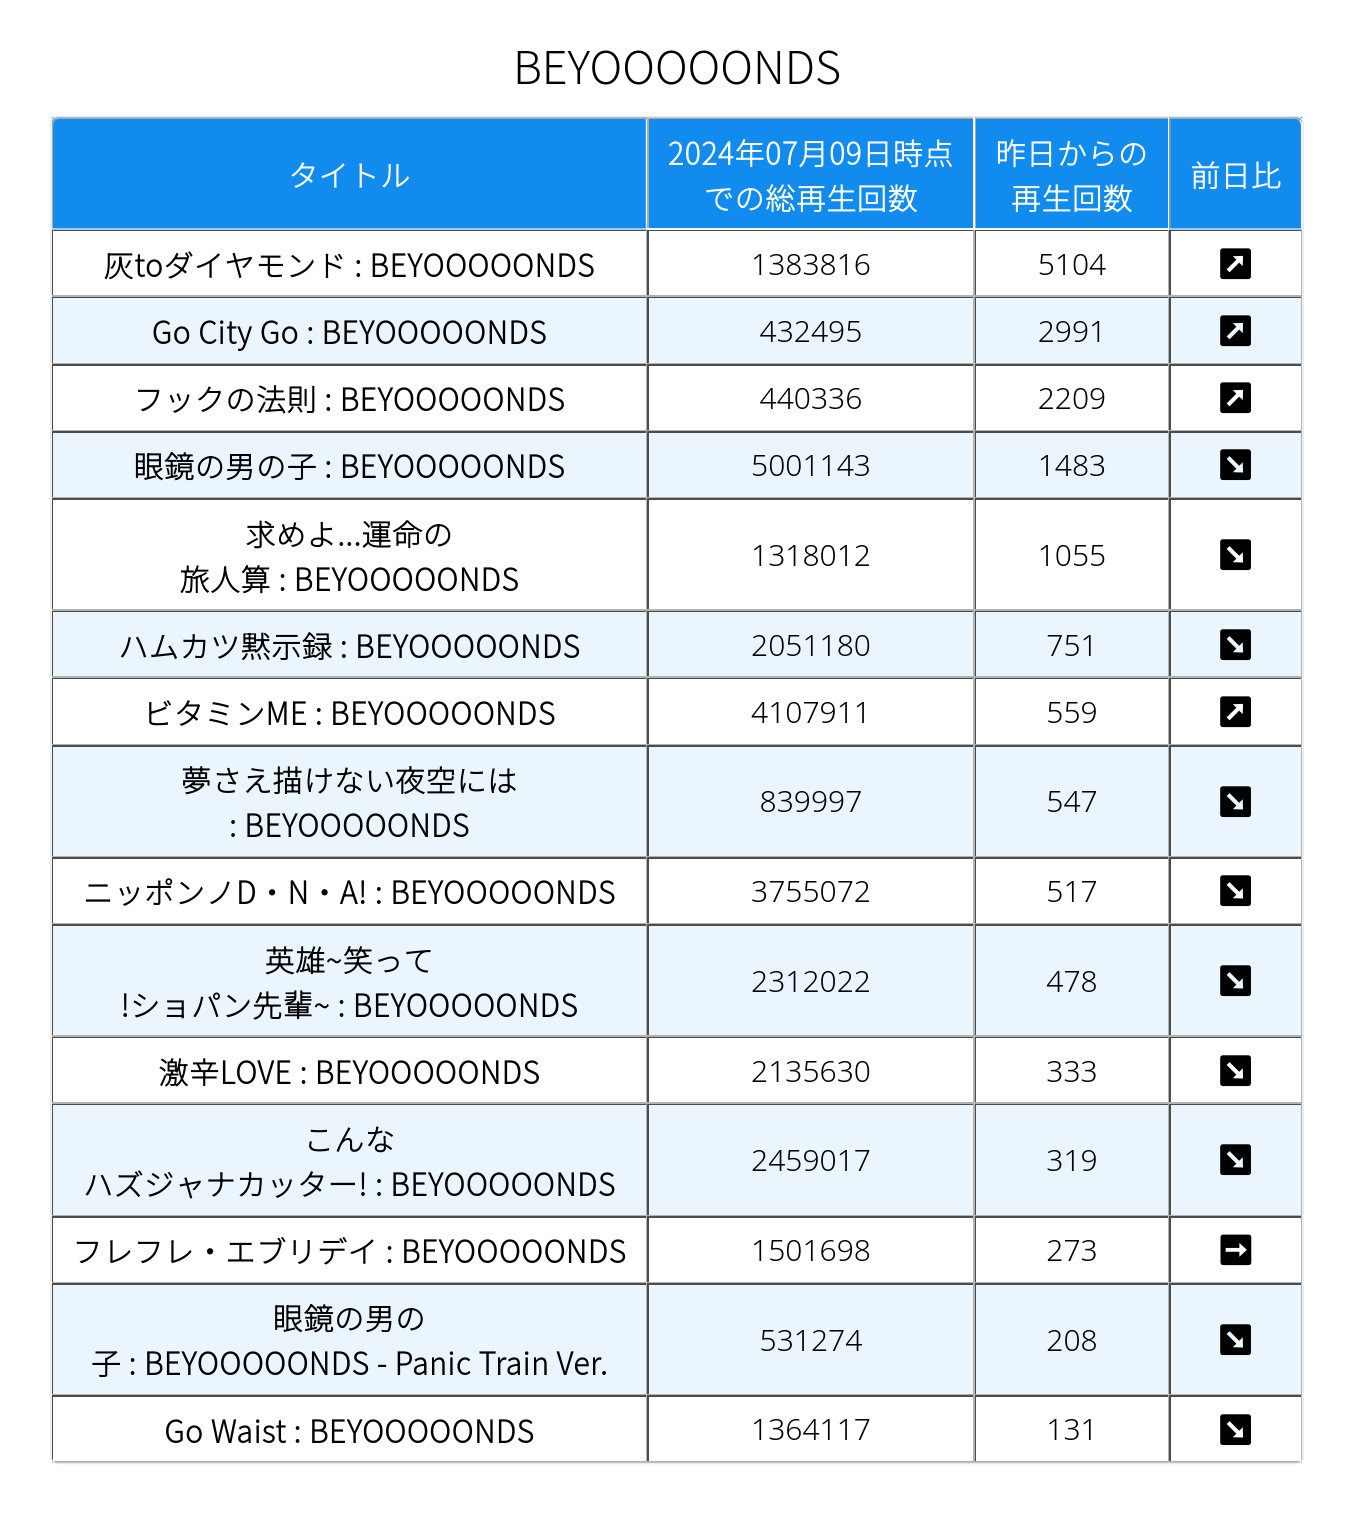 BEYOOOOONDS
タイトル
2024年07月09日時点
での総再生回数
昨日からの
再生回数
前日比
灰toダイヤモンド : BEYOOOOONDS 1383816 5104
Go City Go : BEYOOOOONDS 432495 2991
フックの法則 : BEYOOOOONDS 440336 2209
眼鏡の男の子 : BEYOOOOONDS 5001143 1483
求めよ...運命の
旅人算 : BEYOOOOONDS 1318012 1055
ハムカツ黙示録 : BEYOOOOONDS 2051180 751
ビタミンME : BEYOOOOONDS 4107911 559
夢さえ描けない夜空には
: BEYOOOOONDS 839997 547
ニッポンノD・N・A! : BEYOOOOONDS 3755072 517
英雄~笑って
!ショパン先輩~ : BEYOOOOONDS 2312022 478
激辛LOVE : BEYOOOOONDS 2135630 333
こんな
ハズジャナカッター! : BEYOOOOONDS 2459017 319
フレフレ・エブリデイ : BEYOOOOONDS 1501698 273
眼鏡の男の
子 : BEYOOOOONDS - Panic Train Ver. 531274 208
Go Waist : BEYOOOOONDS 1364117 131